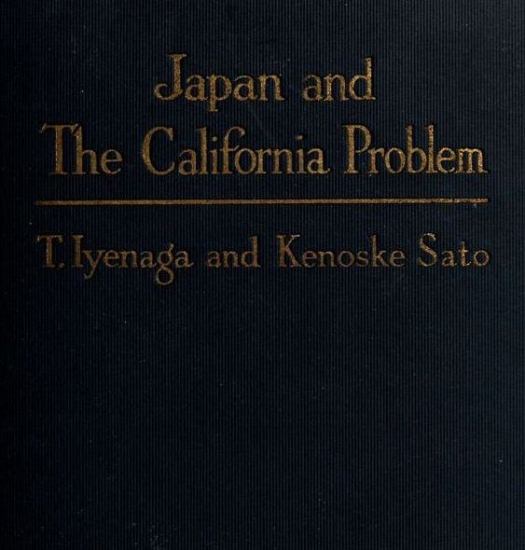 Japan and
The California Problem
T. Iyenaga and Kenoske Sato